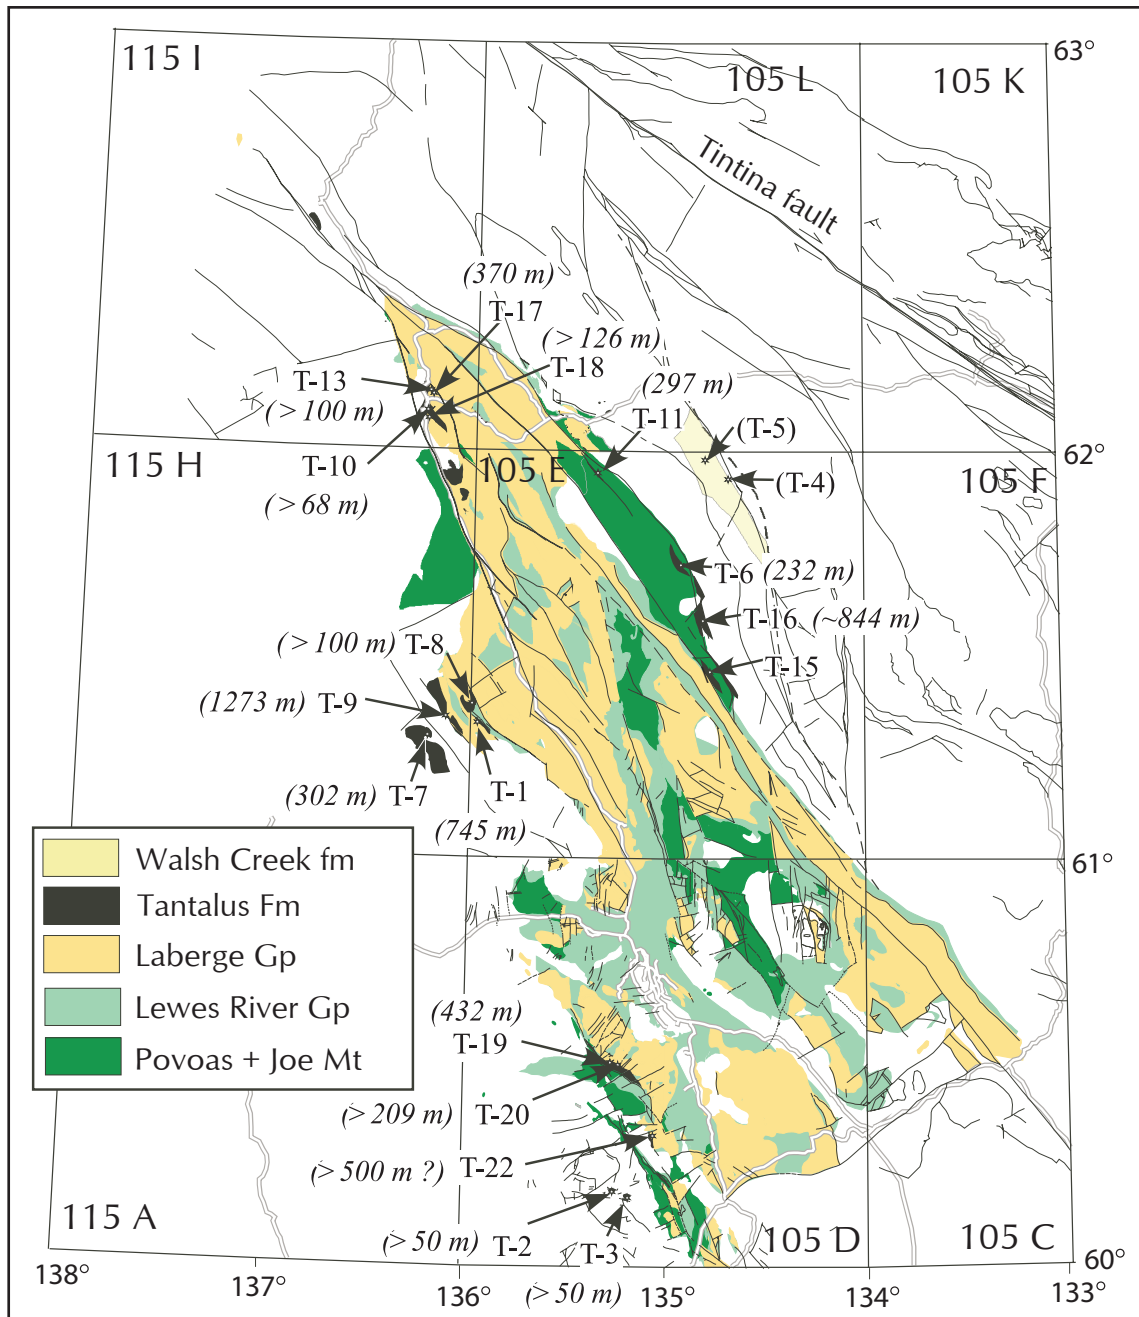 115 I
105 L
105 K
63°
Tintina fault
(370 m)
T-17
(> 126 m)
T-18
T-13
(> 100 m)
(297 m)
T-11
(T-5)
115 H
T-10
105 E
62°
(T-4)
105 F
(> 68 m)
T-6 (232 m)
T-16 (~844 m)
(> 100 m) T-8
T-15
(1273 m) T-9
(302 m) T-7
T-1
(745 m)
Walsh Creek fm
Tantalus Fm
Laberge Gp
Lewes River Gp
Povoas + Joe Mt
61°
(432 m)
T-19
(> 209 m) T-20
(> 500 m ?) T-22
115 A
(> 50 m) T-2
T-3
105 D
105 C
60°
138°
137°
136°
(> 50 m)
135°
134°
133°